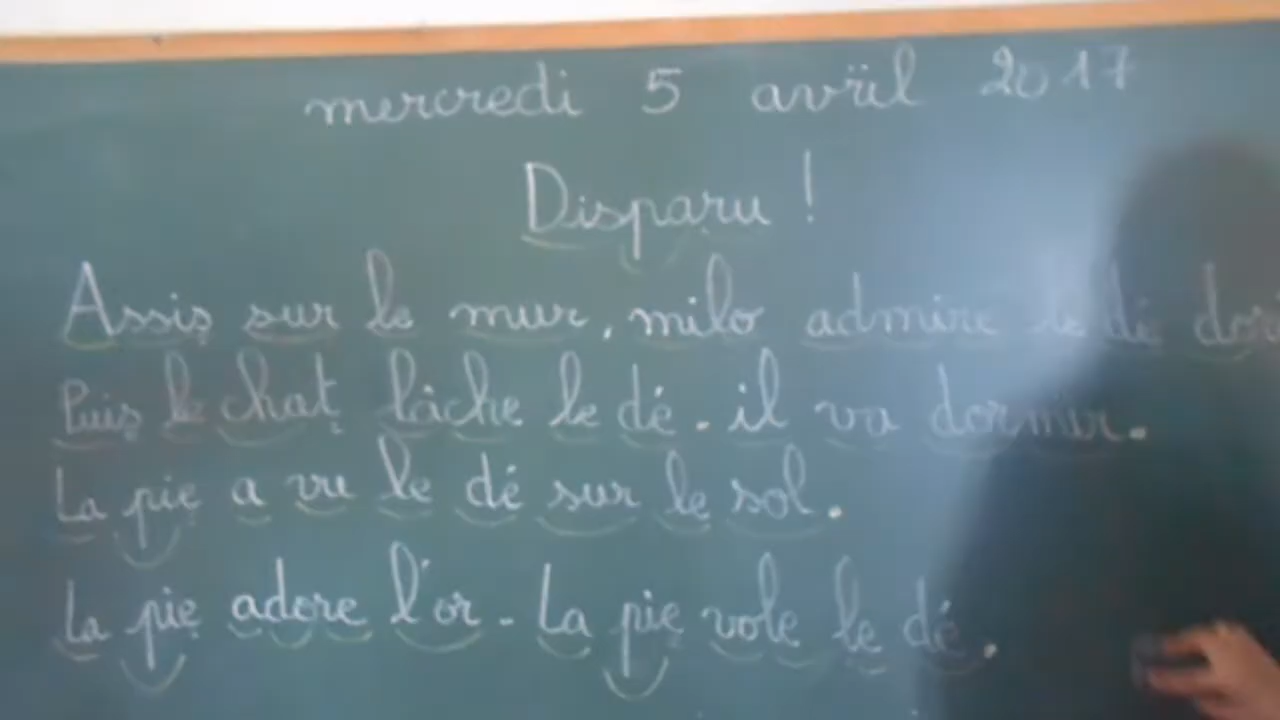 mercredi 5 avril 2017
Disparu !
Assis sur le mur, milo admire le dé dor
Puis le chat lâche le dé. il va dormir.
La pie a vu le dé sur le sol.
La pie adore l'or. La pie vole le dé.